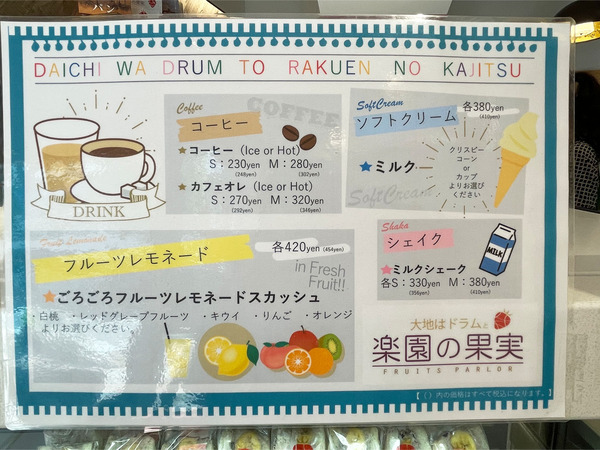 パン
DAICHI WA DRUM TO RAKUEN NO KAJITSU
DRINK
Coffee
COFFEE
コーヒー
★コーヒー（Ice or Hot）
S：230yen M：280yen
(248yen) (302yen)
★カフェオレ（Ice or Hot）
S：270yen M：320yen
(292yen) (346yen)
SoftCream
各380yen
(410yen)
ソフトクリーム
★ミルク
クリスピー
コーン
or
カップ
よりお選び
ください
SoftCream
Fruits Lemonade
フルーツレモネード
各420yen (454yen)
in Fresh
Fruit!!
★ごろごろフルーツレモネードスカッシュ
・白桃 ・レッドグレープフルーツ ・キウイ ・りんご ・オレンジ
よりお選びください。
Shake
シェイク
MILK
★ミルクシェーク
各S：330yen M：380yen
(356yen) (410yen)
大地はドラムと
楽園の果実
FRUITS PARLOR
【（）内の価格はすべて税込になります。】